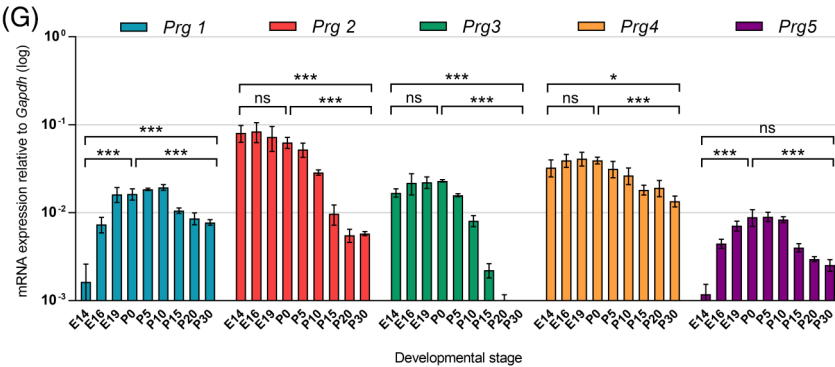 (G)
Prg 1 Prg 2 Prg3 Prg4 Prg5
mRNA expression relative to Gapdh (log)
10⁰
10⁻¹
10⁻²
10⁻³
***
*** ***
***
ns ***
***
ns ***
*
ns ***
ns
*** ***
E14 E16 E19 P0 P5 P10 P15 P20 P30
E14 E16 E19 P0 P5 P10 P15 P20 P30
E14 E16 E19 P0 P5 P10 P15 P20 P30
E14 E16 E19 P0 P5 P10 P15 P20 P30
E14 E16 E19 P0 P5 P10 P15 P20 P30
Developmental stage